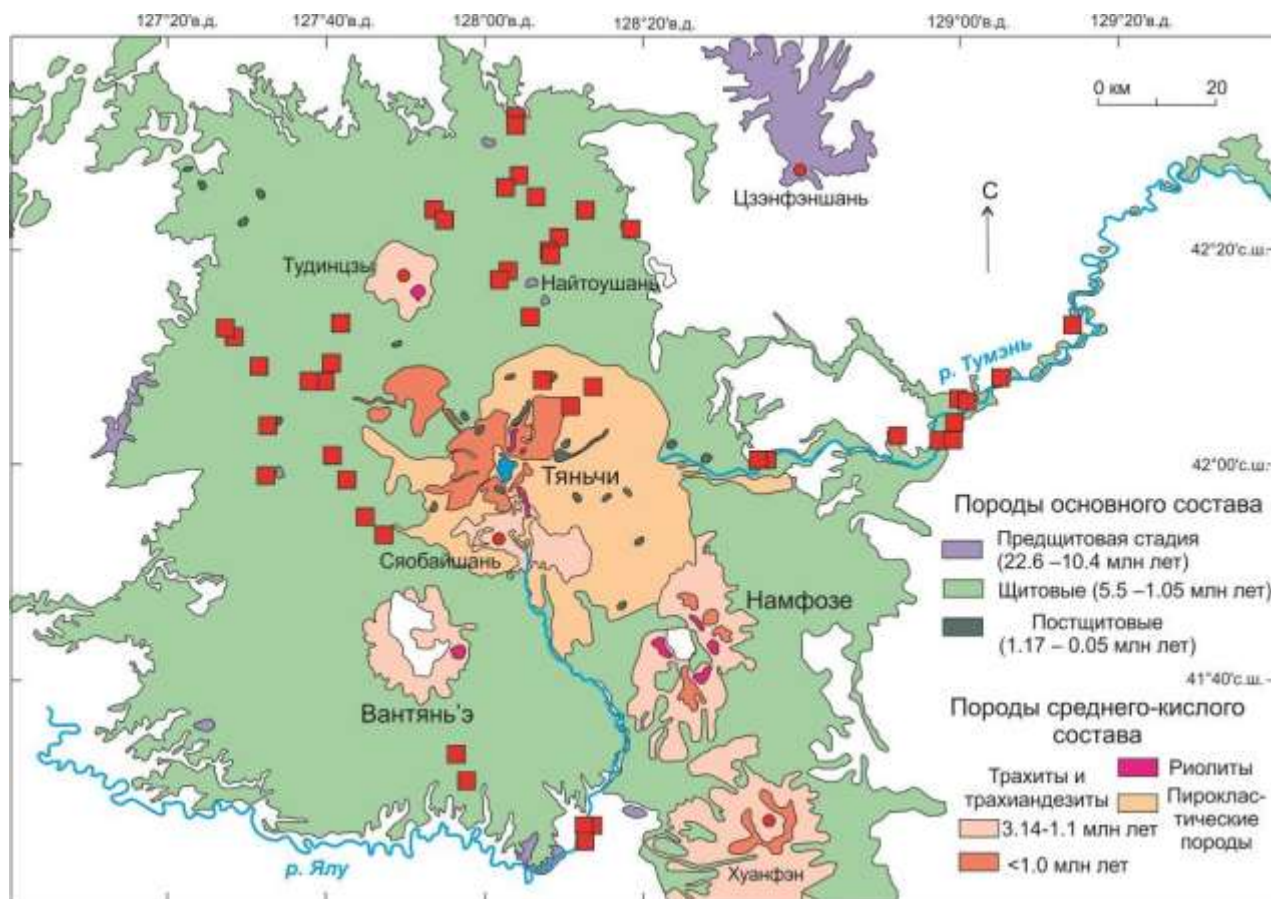 127°20'в.д.
127°40'в.д.
128°00'в.д.
128°20'в.д.
129°00'в.д.
129°20'в.д.
0 км 20
С
Цзэнфэншань
42°20'с.ш.
Тудинцзы
Найтоушань
р. Тумэнь
Тяньчи
42°00'с.ш.
Сяобайшань
Намфозе
Вантянь'э
41°40'с.ш.
р. Ялу
Хуанфэн
Породы основного состава
Предщитовая стадия
(22.6 –10.4 млн лет)
Щитовые (5.5 –1.05 млн лет)
Постщитовые
(1.17 – 0.05 млн лет)
Породы среднего-кислого
состава
Трахиты и
трахиандезиты
3.14-1.1 млн лет
<1.0 млн лет
Риолиты
Пироклас-
тические
породы